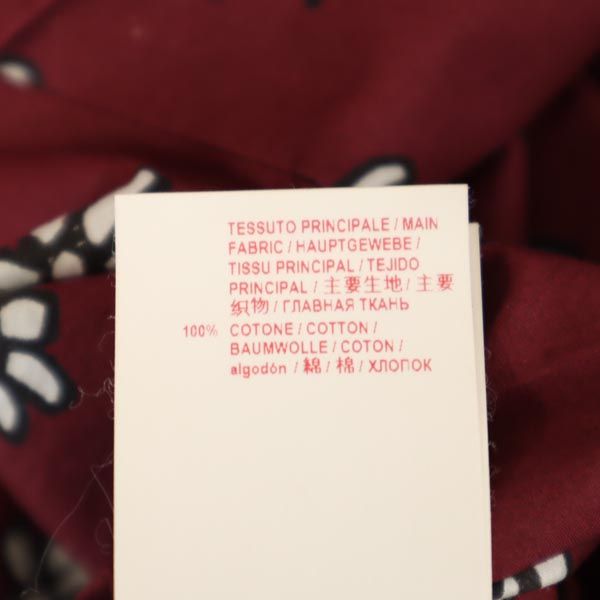 TESSUTO PRINCIPALE / MAIN
FABRIC / HAUPTGEWEBE /
TISSU PRINCIPAL / TEJIDO
PRINCIPAL / 主要生地 / 主要
织物 / ГЛАВНАЯ ТКАНЬ
100% COTONE / COTTON /
BAUMWOLLE / COTON /
algodón / 綿 / 棉 / ХЛОПОК